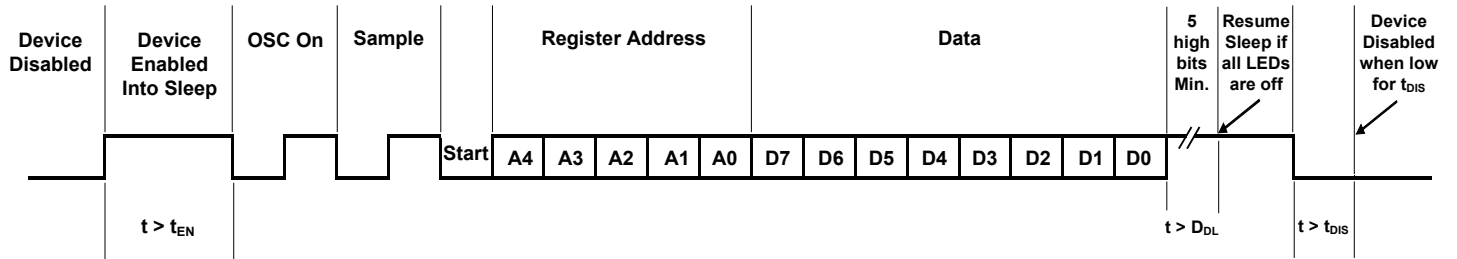 Device
Disabled
Device
Enabled
Into Sleep
OSC On
Sample
Register Address
Data
5
high
bits
Min.
Resume
Sleep if
all LEDs
are off
Device
Disabled
when low
for tDIS
Start
A4 A3 A2 A1 A0 D7 D6 D5 D4 D3 D2 D1 D0
t > tEN
t > DDL
t > tDIS